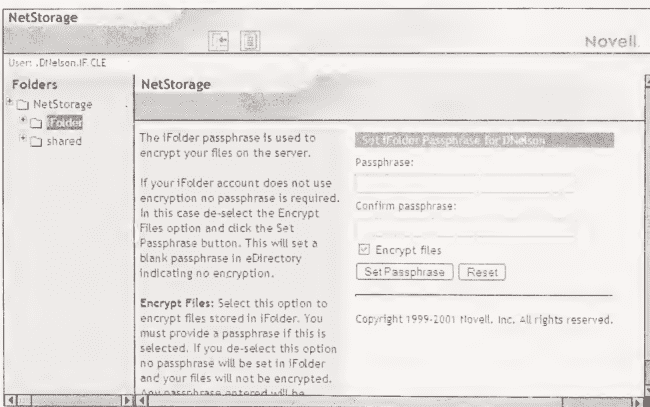 NetStorage
Novell.
User: .DNelson.IF.CLE
Folders
NetStorage
iFolder
shared
NetStorage
The iFolder passphrase is used to
encrypt your files on the server.
If your iFolder account does not use
encryption no passphrase is required.
In this case de-select the Encrypt
Files option and click the Set
Passphrase button. This will set a
blank passphrase in eDirectory
indicating no encryption.
Encrypt Files: Select this option to
encrypt files stored in iFolder. You
must provide a passphrase if this is
selected. If you de-select this option
no passphrase will be set in iFolder
and your files will not be encrypted.
Any passphrase entered will be
Set iFolder Passphrase for DNelson
Passphrase:
Confirm passphrase:
Encrypt files
Set Passphrase
Reset
Copyright 1999-2001 Novell, Inc. All rights reserved.